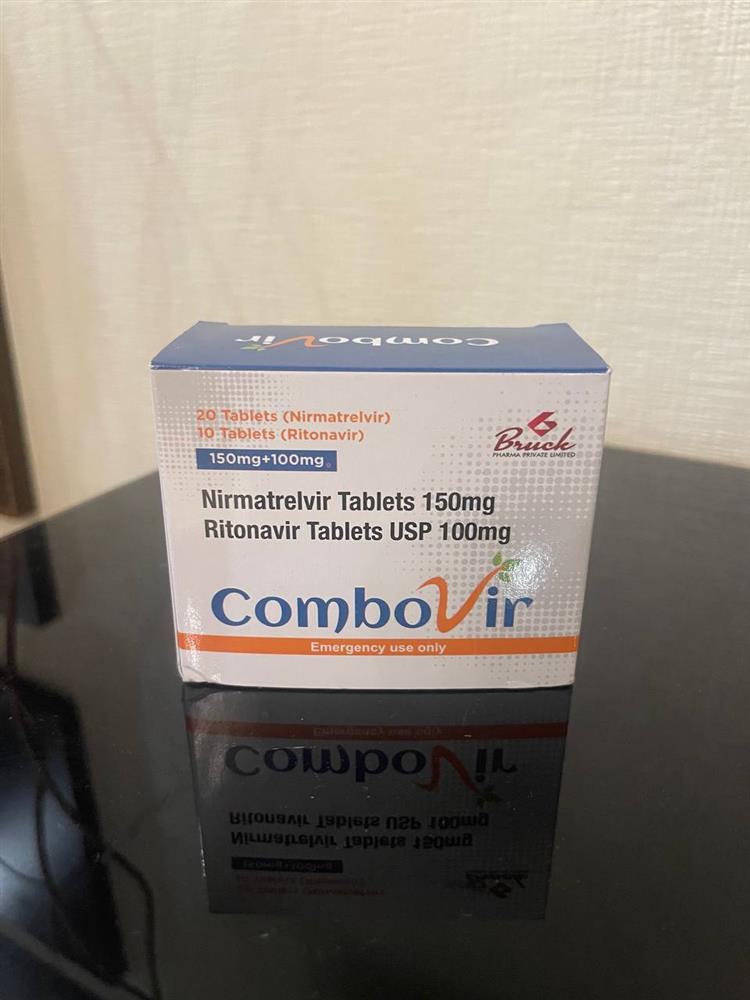 ComboVir
20 Tablets (Nirmatrelvir)
10 Tablets (Ritonavir)
150mg+100mg
Bruck
PHARMA PRIVATE LIMITED
Nirmatrelvir Tablets 150mg
Ritonavir Tablets USP 100mg
ComboVir
Emergency use only